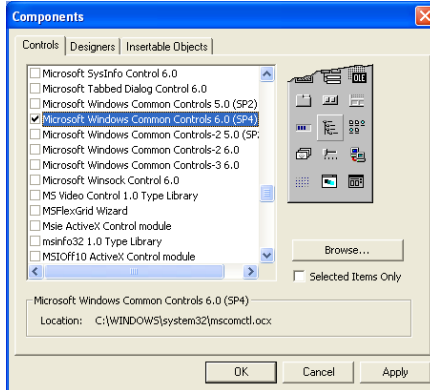 Components
Controls Designers Insertable Objects
Microsoft SysInfo Control 6.0
Microsoft Tabbed Dialog Control 6.0
Microsoft Windows Common Controls 5.0 (SP2)
Microsoft Windows Common Controls 6.0 (SP4)
Microsoft Windows Common Controls-2 5.0 (SP
Microsoft Windows Common Controls-2 6.0
Microsoft Windows Common Controls-3 6.0
Microsoft Winsock Control 6.0
MS Video Control 1.0 Type Library
MSFlexGrid Wizard
Msie ActiveX Control module
msinfo32 1.0 Type Library
MSIOff10 ActiveX Control module
OLE
Browse...
Selected Items Only
Microsoft Windows Common Controls 6.0 (SP4)
Location: C:\WINDOWS\system32\mscomctl.ocx
OK Cancel Apply